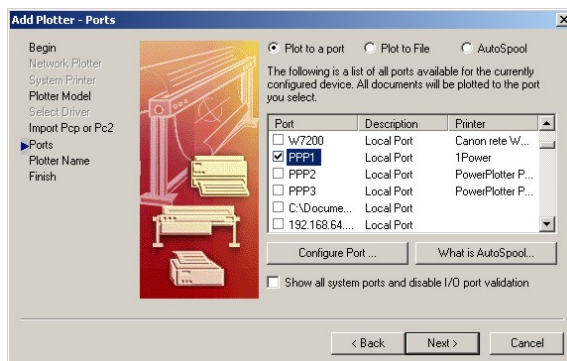 Add Plotter - Ports
Begin
Network Plotter
System Printer
Plotter Model
Select Driver
Import Pcp or Pc2
Ports
Plotter Name
Finish
Plot to a port Plot to File AutoSpool
The following is a list of all ports available for the currently
configured device. All documents will be plotted to the port
you select.
Port Description Printer
W7200 Local Port Canon rete W...
PPP1 Local Port 1Power
PPP2 Local Port PowerPlotter P...
PPP3 Local Port PowerPlotter P...
C:\Docume... Local Port
192.168.64.... Local Port
Configure Port ... What is AutoSpool...
Show all system ports and disable I/O port validation
< Back Next > Cancel